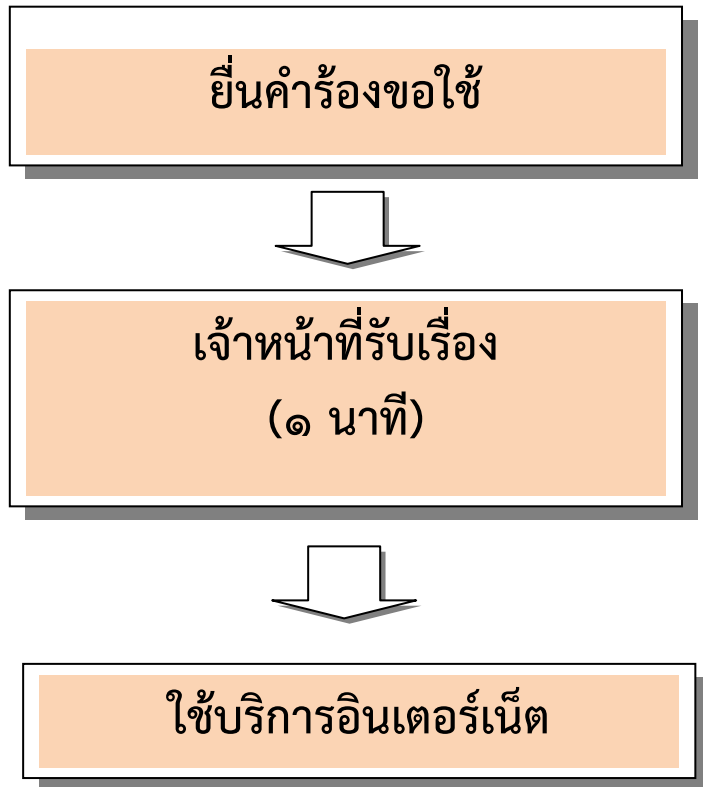 ยื่นคำร้องขอใช้
เจ้าหน้าที่รับเรื่อง
(๑ นาที)
ใช้บริการอินเตอร์เน็ต